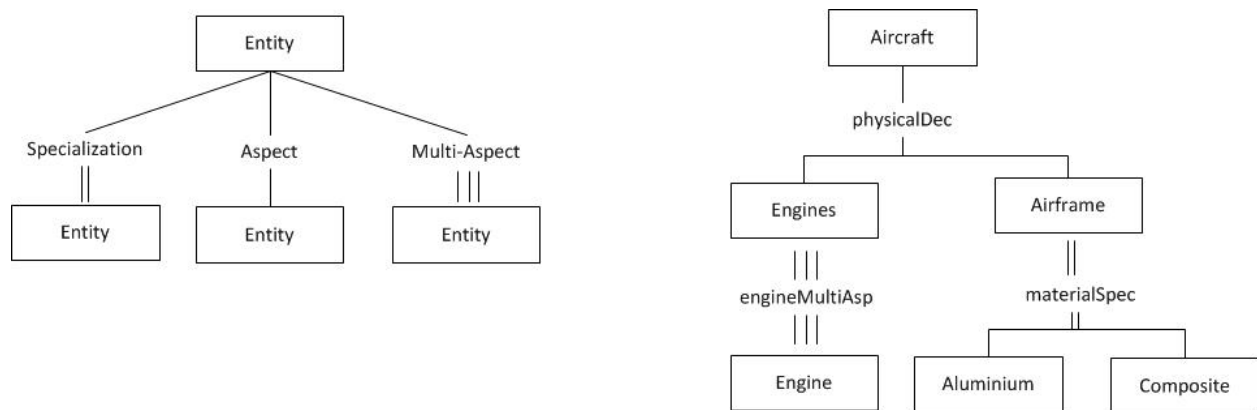 Entity
Specialization
Aspect
Multi-Aspect
Entity
Entity
Entity
Aircraft
physicalDec
Engines
Airframe
engineMultiAsp
materialSpec
Engine
Aluminium
Composite